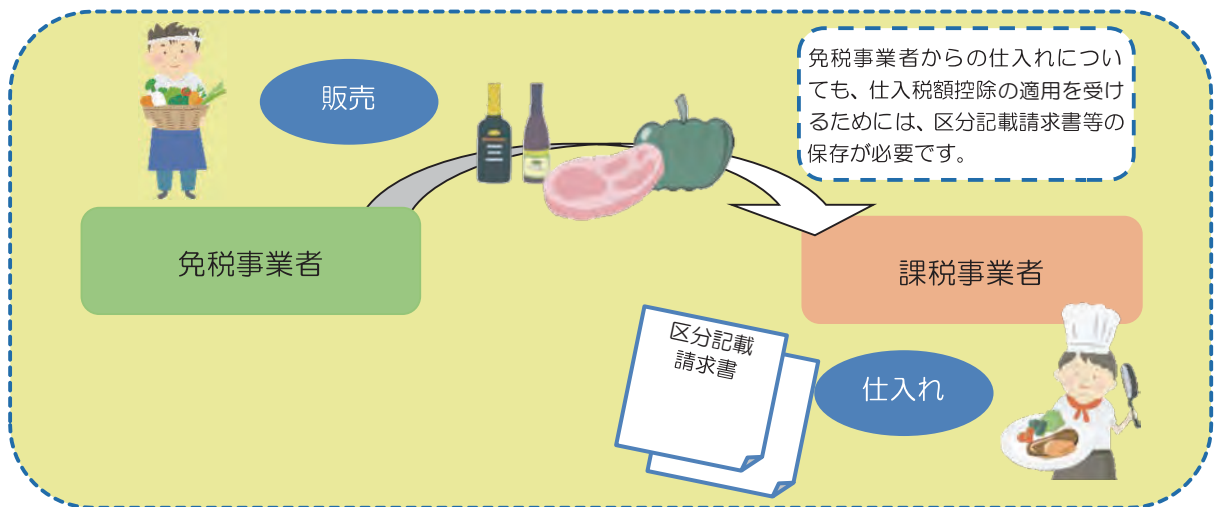 販売
免税事業者からの仕入れについ
ても、仕入税額控除の適用を受け
るためには、区分記載請求書等の
保存が必要です。
免税事業者
課税事業者
区分記載
請求書
仕入れ